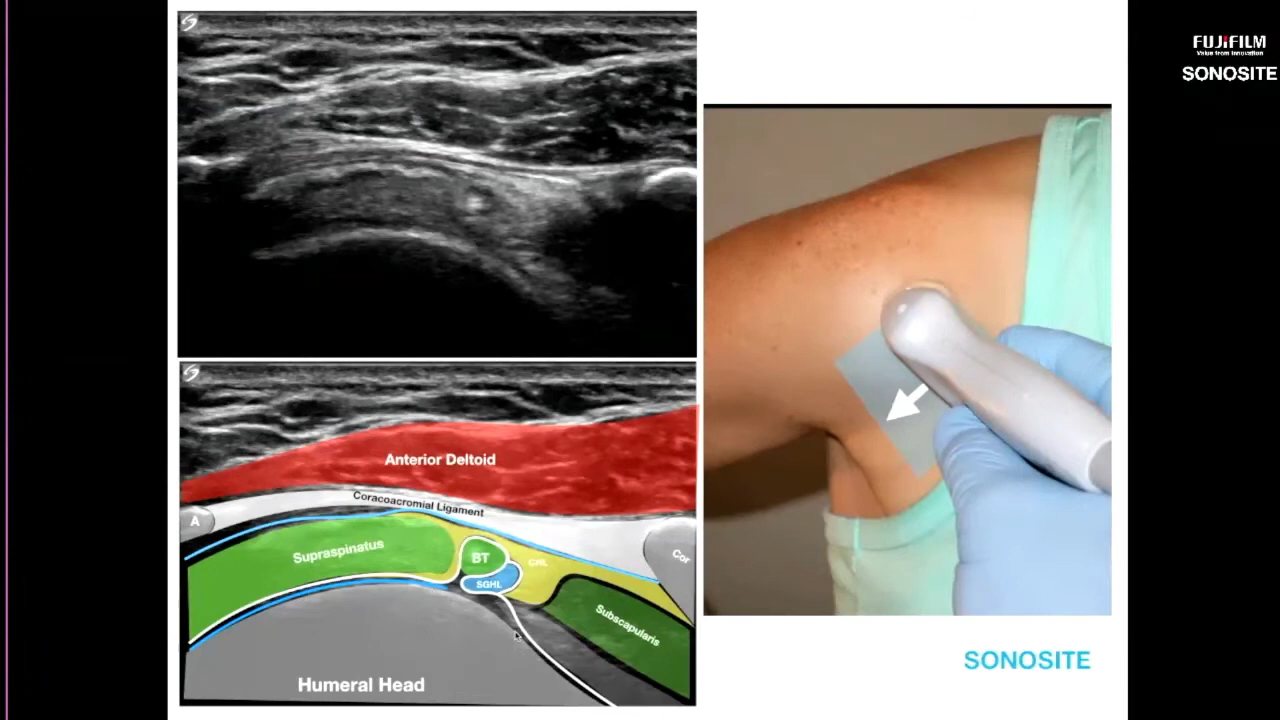 FUJIFILM
Value from Innovation
SONOSITE
Anterior Deltoid
Coracoacromial Ligament
A
Supraspinatus
BT
CHL
Cor
SGHL
Subscapularis
Humeral Head
SONOSITE